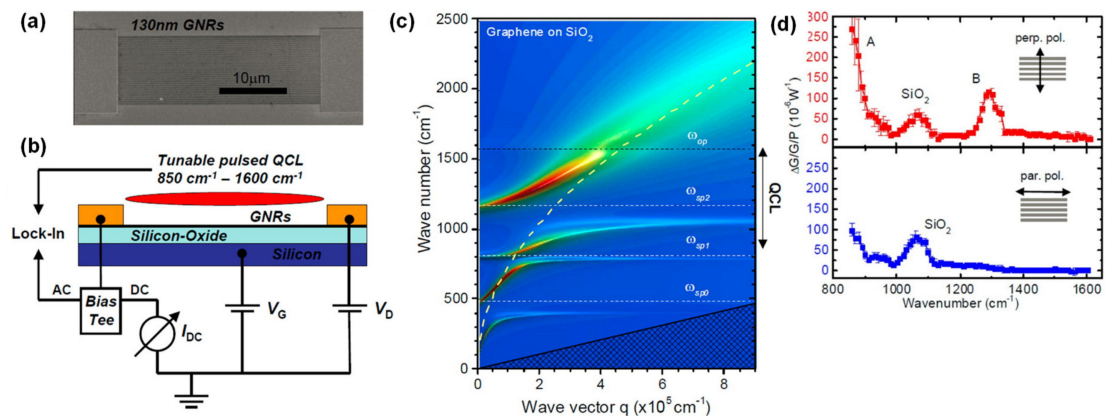 (a)
130nm GNRs
10μm
(b)
Tunable pulsed QCL
850 cm⁻¹ – 1600 cm⁻¹
GNRs
Lock-In
Silicon-Oxide
Silicon
AC
DC
Bias
Tee
I_DC
V_G
V_D
(c)
Graphene on SiO₂
2500
2000
1500
1000
500
0
Wave number (cm⁻¹)
ω_op
ω_sp2
ω_sp1
ω_sp0
QCL
0
2
4
6
8
Wave vector q (x10⁵cm⁻¹)
(d)
300
250
200
150
100
50
0
A
SiO₂
B
perp. pol.
ΔG/G/P (10⁻⁶W⁻¹)
250
200
150
100
50
0
SiO₂
par. pol.
800
1000
1200
1400
1600
Wavenumber (cm⁻¹)